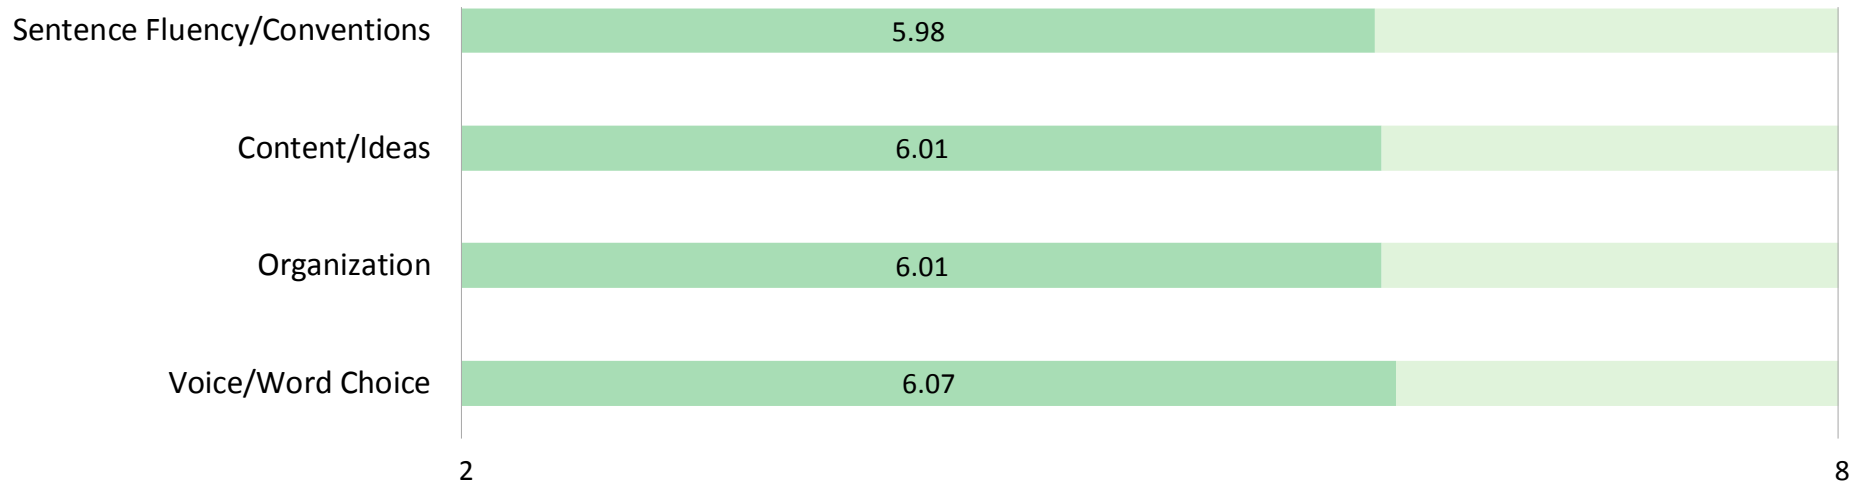 Sentence Fluency/Conventions 5.98
Content/Ideas 6.01
Organization 6.01
Voice/Word Choice 6.07
2 8